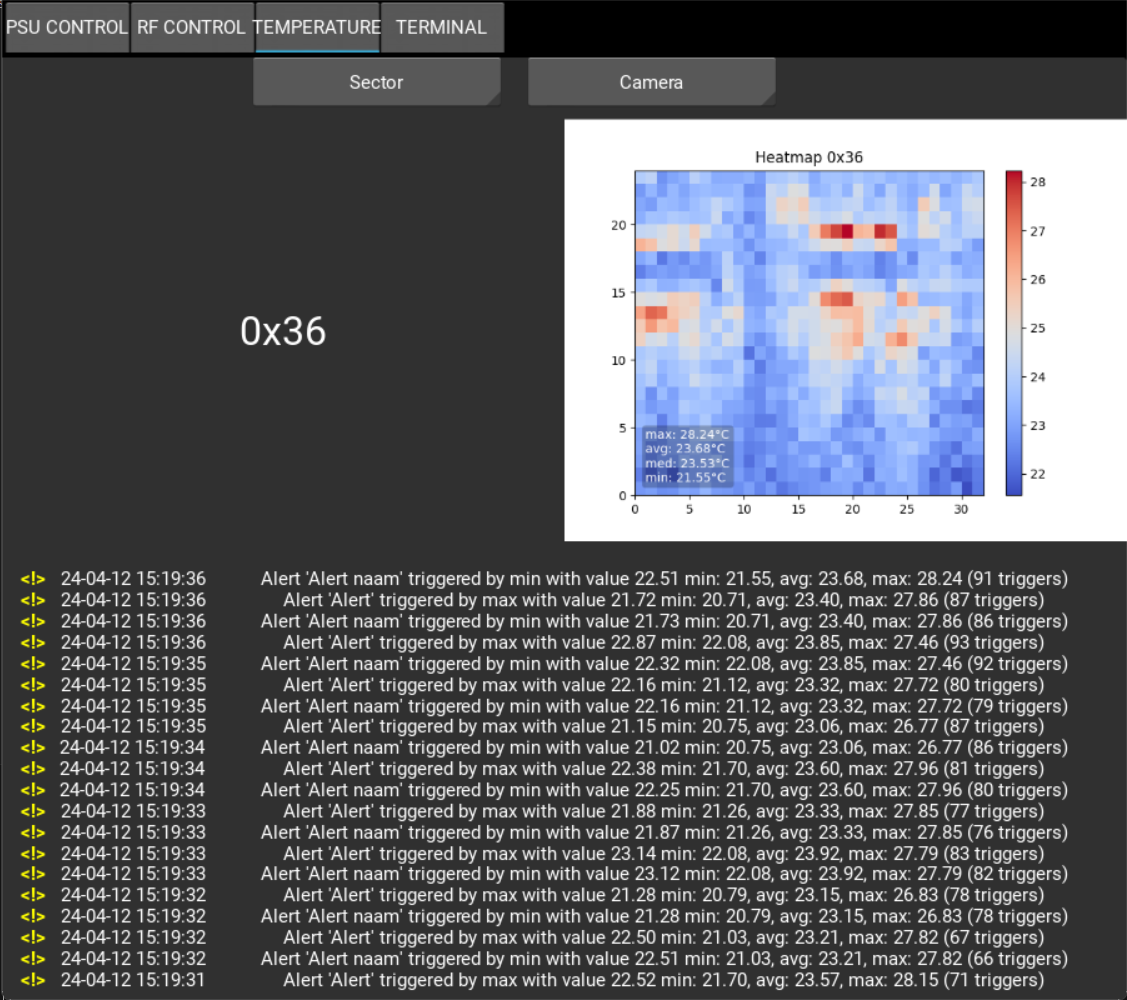 PSU CONTROL RF CONTROL TEMPERATURE TERMINAL
Sector Camera
0x36
Heatmap 0x36
28
27
26
25
24
23
22
20
15
10
5
0
max: 28.24°C
avg: 23.68°C
med: 23.53°C
min: 21.55°C
0 5 10 15 20 25 30
<!> 24-04-12 15:19:36 Alert 'Alert naam' triggered by min with value 22.51 min: 21.55, avg: 23.68, max: 28.24 (91 triggers)
<!> 24-04-12 15:19:36 Alert 'Alert' triggered by max with value 21.72 min: 20.71, avg: 23.40, max: 27.86 (87 triggers)
<!> 24-04-12 15:19:36 Alert 'Alert naam' triggered by min with value 21.73 min: 20.71, avg: 23.40, max: 27.86 (86 triggers)
<!> 24-04-12 15:19:36 Alert 'Alert' triggered by max with value 22.87 min: 22.08, avg: 23.85, max: 27.46 (93 triggers)
<!> 24-04-12 15:19:35 Alert 'Alert naam' triggered by min with value 22.32 min: 22.08, avg: 23.85, max: 27.46 (92 triggers)
<!> 24-04-12 15:19:35 Alert 'Alert' triggered by max with value 22.16 min: 21.12, avg: 23.32, max: 27.72 (80 triggers)
<!> 24-04-12 15:19:35 Alert 'Alert naam' triggered by min with value 22.16 min: 21.12, avg: 23.32, max: 27.72 (79 triggers)
<!> 24-04-12 15:19:35 Alert 'Alert' triggered by max with value 21.15 min: 20.75, avg: 23.06, max: 26.77 (87 triggers)
<!> 24-04-12 15:19:34 Alert 'Alert naam' triggered by min with value 21.02 min: 20.75, avg: 23.06, max: 26.77 (86 triggers)
<!> 24-04-12 15:19:34 Alert 'Alert' triggered by max with value 22.38 min: 21.70, avg: 23.60, max: 27.96 (81 triggers)
<!> 24-04-12 15:19:34 Alert 'Alert naam' triggered by min with value 22.25 min: 21.70, avg: 23.60, max: 27.96 (80 triggers)
<!> 24-04-12 15:19:33 Alert 'Alert' triggered by max with value 21.88 min: 21.26, avg: 23.33, max: 27.85 (77 triggers)
<!> 24-04-12 15:19:33 Alert 'Alert naam' triggered by min with value 21.87 min: 21.26, avg: 23.33, max: 27.85 (76 triggers)
<!> 24-04-12 15:19:33 Alert 'Alert' triggered by max with value 23.14 min: 22.08, avg: 23.92, max: 27.79 (83 triggers)
<!> 24-04-12 15:19:33 Alert 'Alert naam' triggered by min with value 23.12 min: 22.08, avg: 23.92, max: 27.79 (82 triggers)
<!> 24-04-12 15:19:32 Alert 'Alert' triggered by max with value 21.28 min: 20.79, avg: 23.15, max: 26.83 (78 triggers)
<!> 24-04-12 15:19:32 Alert 'Alert naam' triggered by min with value 21.28 min: 20.79, avg: 23.15, max: 26.83 (78 triggers)
<!> 24-04-12 15:19:32 Alert 'Alert' triggered by max with value 22.50 min: 21.03, avg: 23.21, max: 27.82 (67 triggers)
<!> 24-04-12 15:19:32 Alert 'Alert naam' triggered by min with value 22.51 min: 21.03, avg: 23.21, max: 27.82 (66 triggers)
<!> 24-04-12 15:19:31 Alert 'Alert' triggered by max with value 22.52 min: 21.70, avg: 23.57, max: 28.15 (71 triggers)